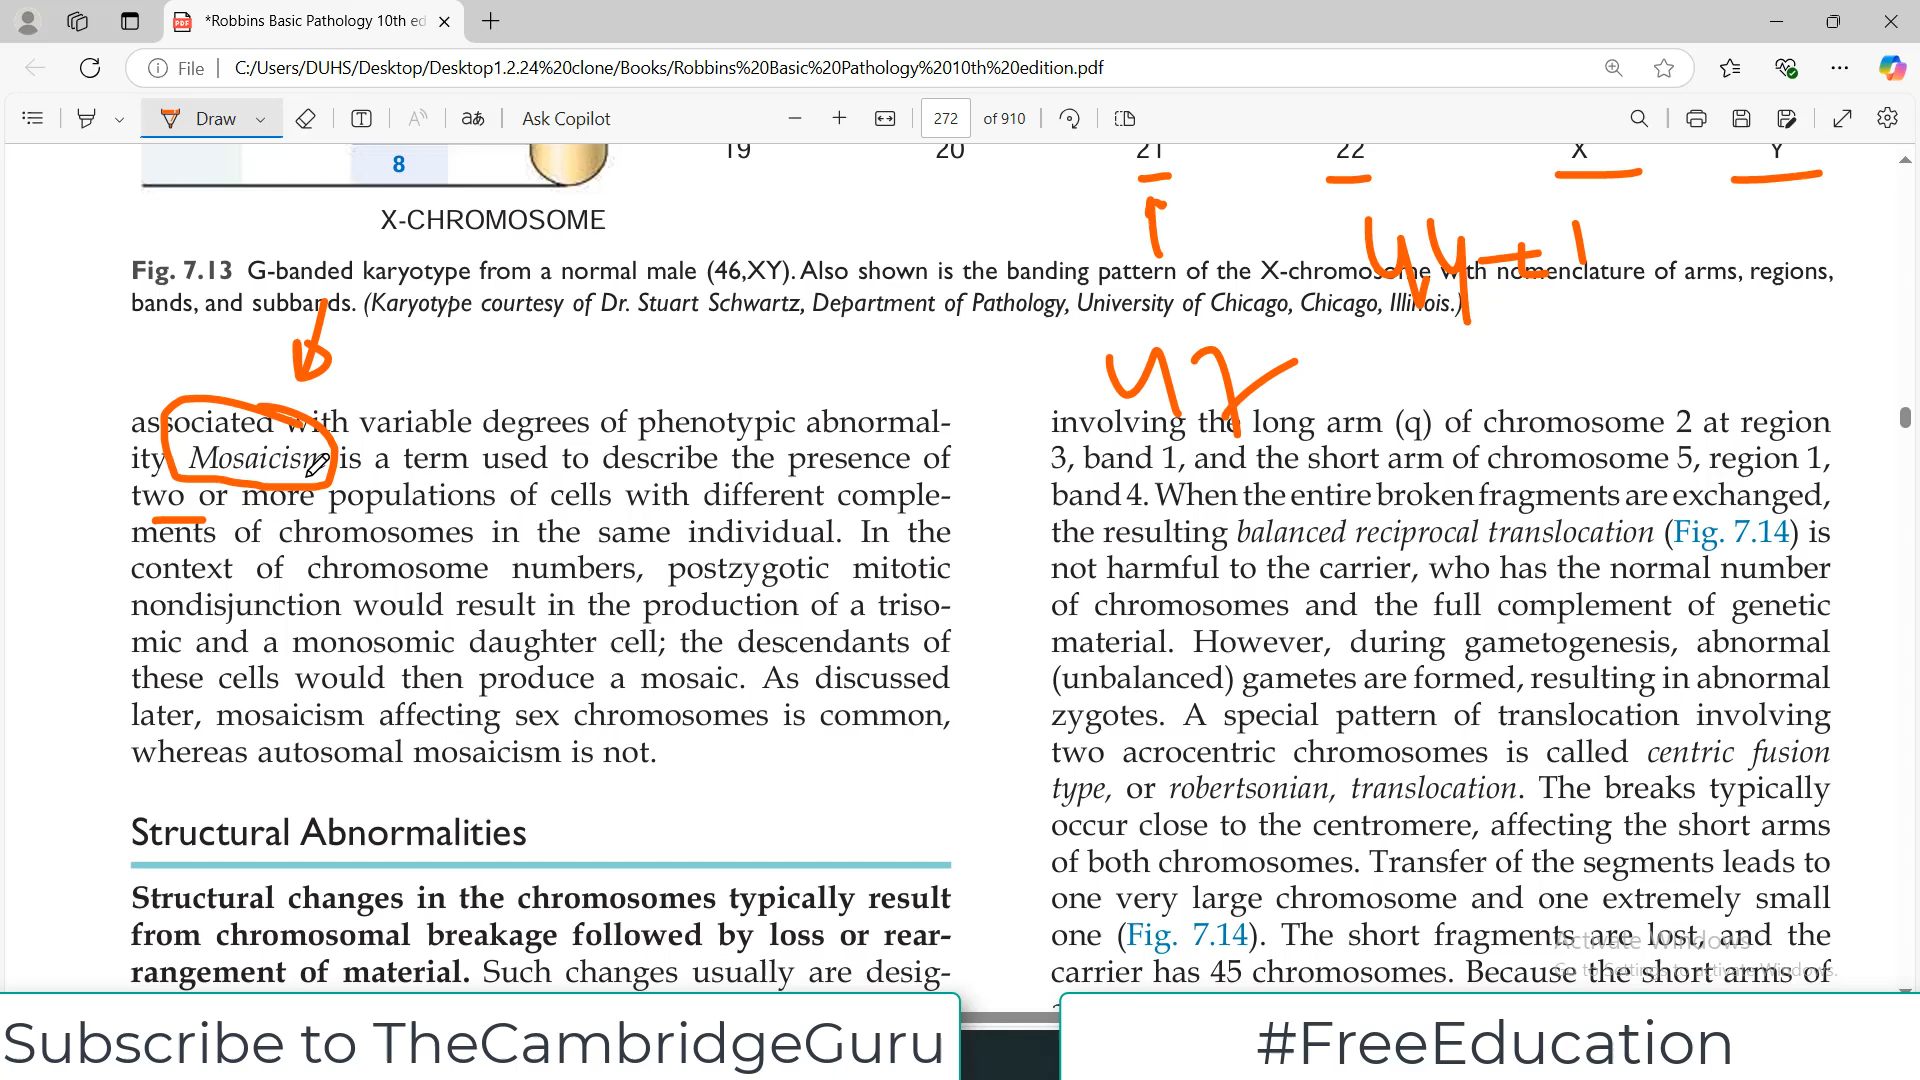 *Robbins Basic Pathology 10th ed
File
C:/Users/DUHS/Desktop/Desktop1.2.24%20clone/Books/Robbins%20Basic%20Pathology%2010th%20edition.pdf
Draw
Ask Copilot
272 of 910
8
19 20 21 22 X Y
X-CHROMOSOME
44+1
Fig. 7.13 G-banded karyotype from a normal male (46,XY). Also shown is the banding pattern of the X-chromosome with nomenclature of arms, regions,
bands, and subbands. (Karyotype courtesy of Dr. Stuart Schwartz, Department of Pathology, University of Chicago, Chicago, Illinois.)
47
associated with variable degrees of phenotypic abnormal-
ity Mosaicism is a term used to describe the presence of
two or more populations of cells with different comple-
ments of chromosomes in the same individual. In the
context of chromosome numbers, postzygotic mitotic
nondisjunction would result in the production of a triso-
mic and a monosomic daughter cell; the descendants of
these cells would then produce a mosaic. As discussed
later, mosaicism affecting sex chromosomes is common,
whereas autosomal mosaicism is not.
Structural Abnormalities
Structural changes in the chromosomes typically result
from chromosomal breakage followed by loss or rear-
rangement of material. Such changes usually are desig-
involving the long arm (q) of chromosome 2 at region
3, band 1, and the short arm of chromosome 5, region 1,
band 4. When the entire broken fragments are exchanged,
the resulting balanced reciprocal translocation (Fig. 7.14) is
not harmful to the carrier, who has the normal number
of chromosomes and the full complement of genetic
material. However, during gametogenesis, abnormal
(unbalanced) gametes are formed, resulting in abnormal
zygotes. A special pattern of translocation involving
two acrocentric chromosomes is called centric fusion
type, or robertsonian, translocation. The breaks typically
occur close to the centromere, affecting the short arms
of both chromosomes. Transfer of the segments leads to
one very large chromosome and one extremely small
one (Fig. 7.14). The short fragments are lost, and the
carrier has 45 chromosomes. Because the short arms of
Activate Windows
Go to Settings to activate Windows.
Subscribe to TheCambridgeGuru
#FreeEducation